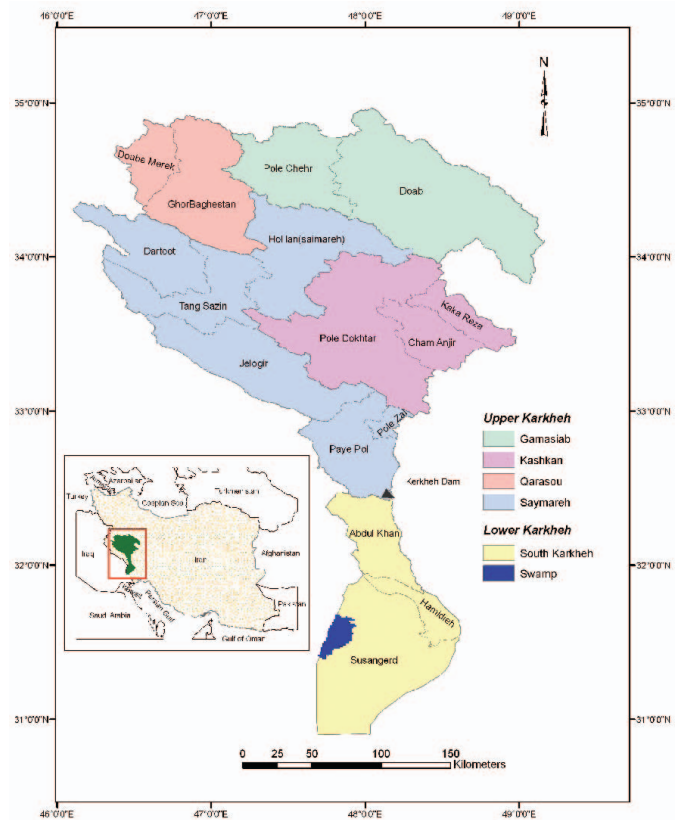 46°0'0"E 47°0'0"E 48°0'0"E 49°0'0"E
N
35°0'0"N 35°0'0"N
Doabe Merek
Pole Chehr
Doab
GhorBaghestan
Hol lan(saimareh)
34°0'0"N 34°0'0"N
Dartoot
Tang Sazin
Kaka Reza
Pole Dokhtar
Cham Anjir
Jelogir
33°0'0"N 33°0'0"N
Pole Zal
Paye Pol
Kerkheh Dam
Upper Karkheh
Gamasiab
Kashkan
Qarasou
Saymareh
Lower Karkheh
South Karkheh
Swamp
Azarbaijan
Turkey
Caspian Sea
Turkmenistan
Iraq
Iran
Afghanistan
Kuwait
Persian Gulf
Pakistan
Saudi Arabia
Gulf of Oman
Abdul Khan
32°0'0"N 32°0'0"N
Hamidieh
Susangerd
31°0'0"N 31°0'0"N
0 25 50 100 150
Kilometers
46°0'0"E 47°0'0"E 48°0'0"E 49°0'0"E